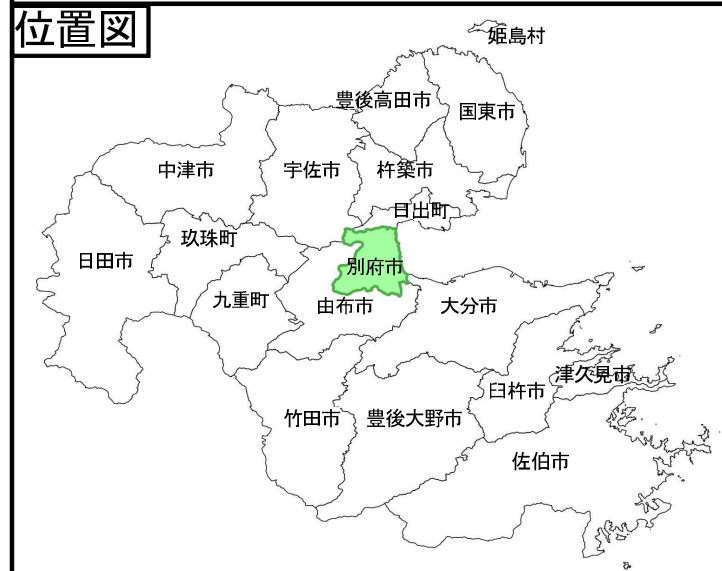 位置図
姫島村
豊後高田市
国東市
中津市
宇佐市
杵築市
日出町
玖珠町
日田市
別府市
九重町
由布市
大分市
津久見市
臼杵市
竹田市
豊後大野市
佐伯市